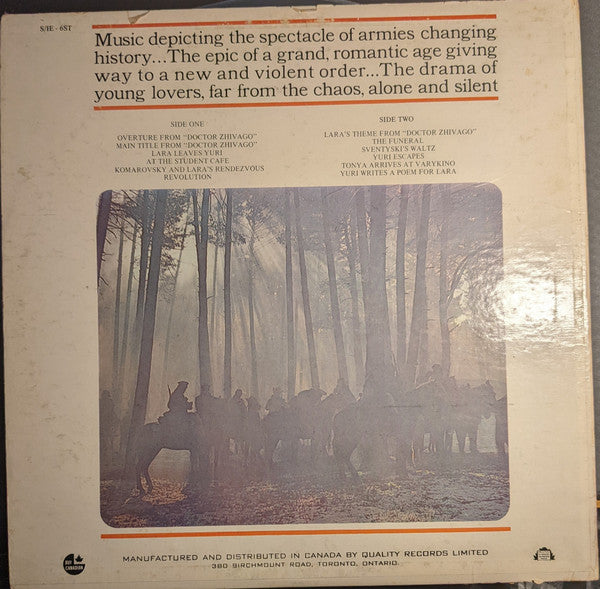 S/IE - 6ST
Music depicting the spectacle of armies changing
history...The epic of a grand, romantic age giving
way to a new and violent order...The drama of
young lovers, far from the chaos, alone and silent
SIDE ONE
OVERTURE FROM "DOCTOR ZHIVAGO"
MAIN TITLE FROM "DOCTOR ZHIVAGO"
LARA LEAVES YURI
AT THE STUDENT CAFE
KOMAROVSKY AND LARA'S RENDEZVOUS
REVOLUTION
SIDE TWO
LARA'S THEME FROM "DOCTOR ZHIVAGO"
THE FUNERAL
SVENTYSKI'S WALTZ
YURI ESCAPES
TONYA ARRIVES AT VARYKINO
YURI WRITES A POEM FOR LARA
BUY
CANADIAN
MANUFACTURED AND DISTRIBUTED IN CANADA BY QUALITY RECORDS LIMITED
380 BIRCHMOUNT ROAD, TORONTO, ONTARIO